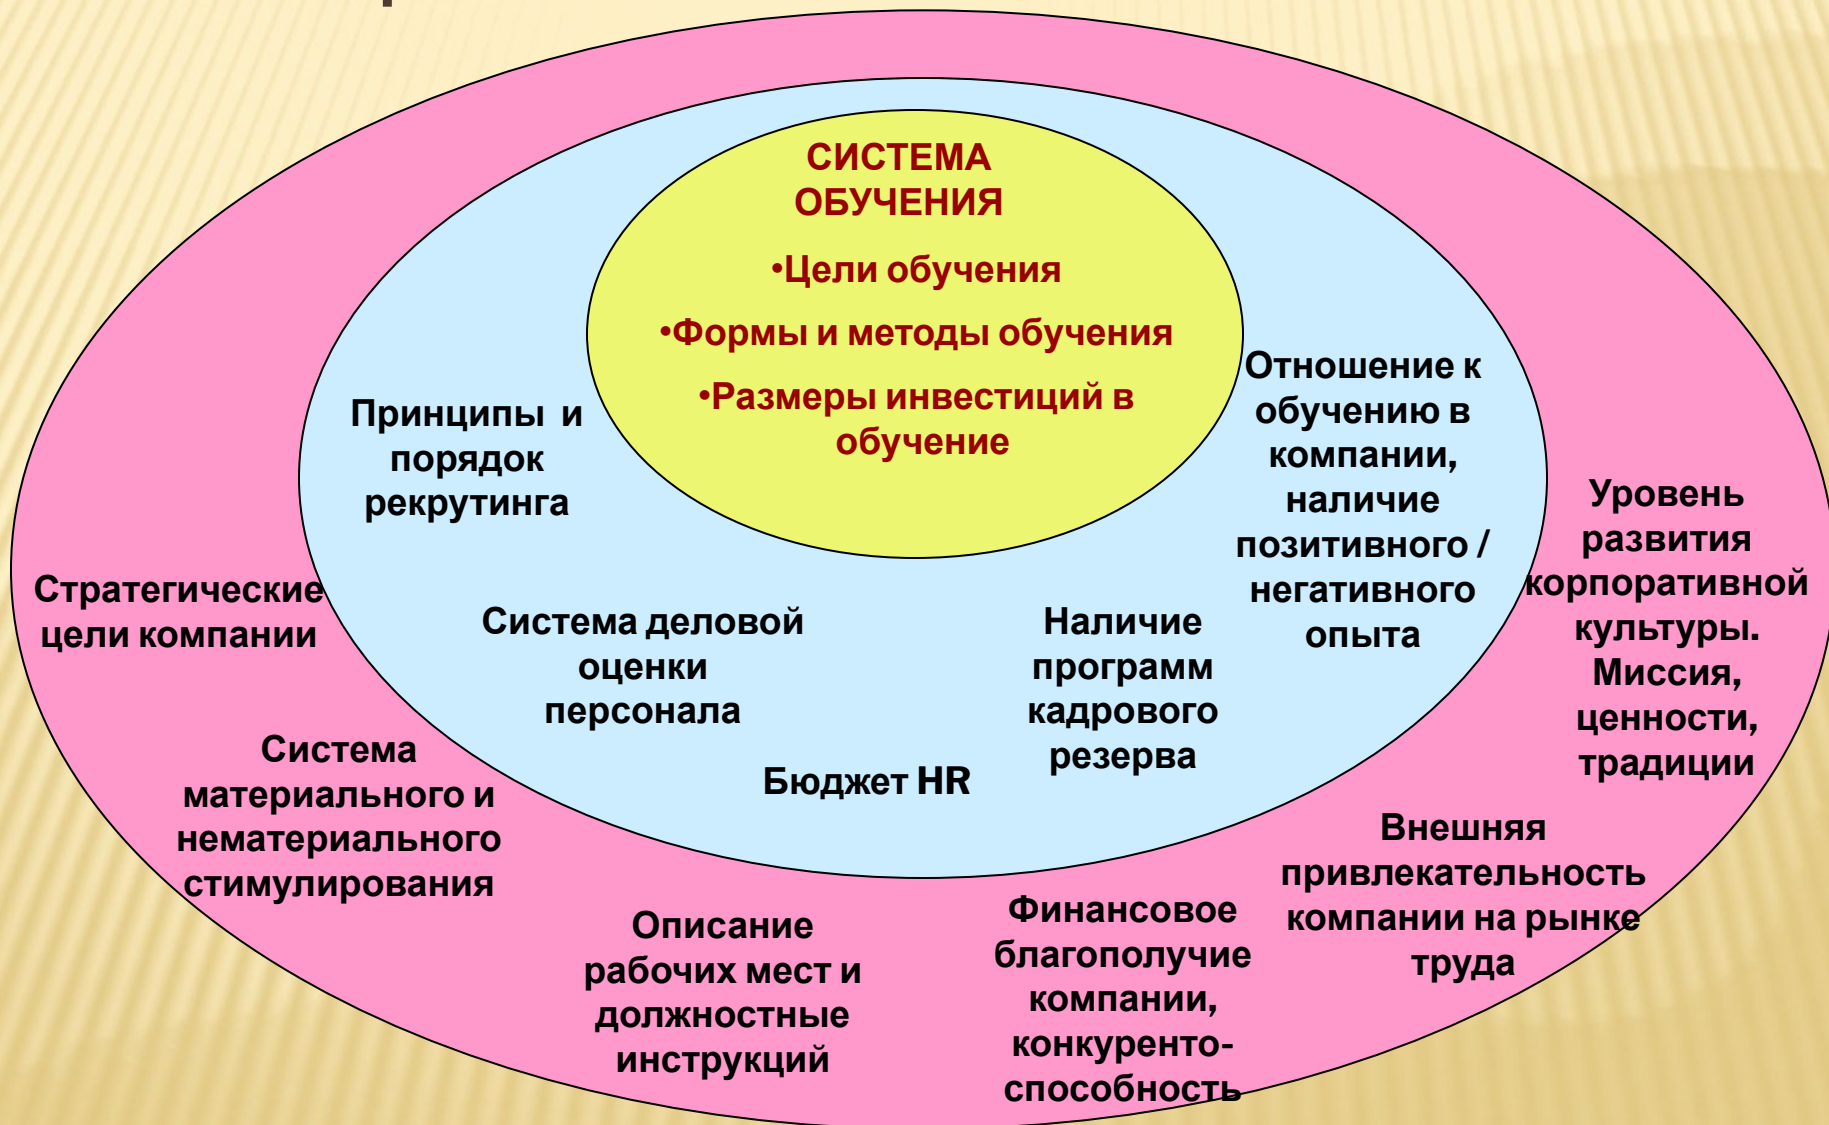 СИСТЕМА
ОБУЧЕНИЯ
•Цели обучения
•Формы и методы обучения
•Размеры инвестиций в
обучение
Принципы и
порядок
рекрутинга
Отношение к
обучению в
компании,
наличие
позитивного /
негативного
опыта
Система деловой
оценки
персонала
Наличие
программ
кадрового
резерва
Бюджет HR
Стратегические
цели компании
Уровень
развития
корпоративной
культуры.
Миссия,
ценности,
традиции
Система
материального и
нематериального
стимулирования
Внешняя
привлекательность
компании на рынке
труда
Описание
рабочих мест и
должностные
инструкций
Финансовое
благополучие
компании,
конкуренто-
способность